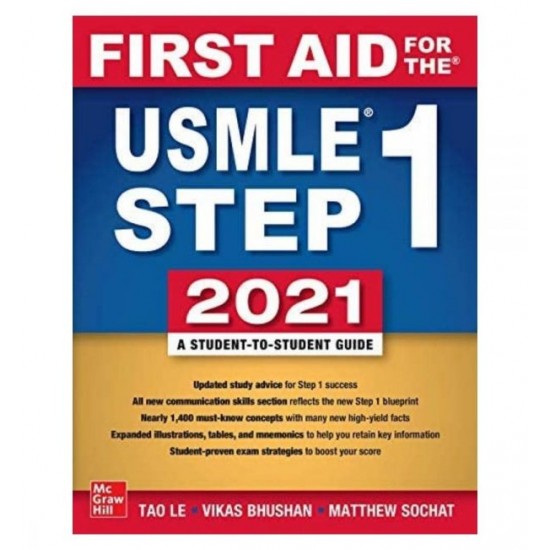 FIRST AID FOR THE®
USMLE®
STEP 1
2021
A STUDENT-TO-STUDENT GUIDE
Updated study advice for Step 1 success
All new communication skills section reflects the new Step 1 blueprint
Nearly 1,400 must-know concepts with many new high-yield facts
Expanded illustrations, tables, and mnemonics to help you retain key information
Student-proven exam strategies to boost your score
Mc
Graw
Hill
TAO LE • VIKAS BHUSHAN • MATTHEW SOCHAT